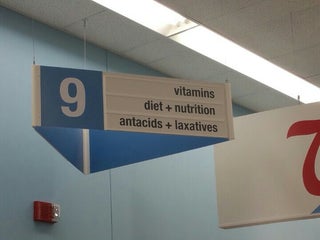 9
vitamins
diet + nutrition
antacids + laxatives